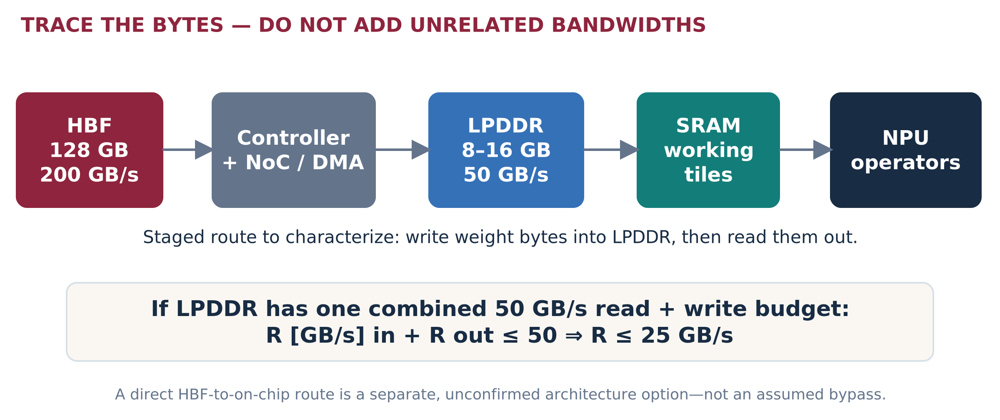 TRACE THE BYTES — DO NOT ADD UNRELATED BANDWIDTHS
HBF
128 GB
200 GB/s
Controller
+ NoC / DMA
LPDDR
8–16 GB
50 GB/s
SRAM
working
tiles
NPU
operators
Staged route to characterize: write weight bytes into LPDDR, then read them out.
If LPDDR has one combined 50 GB/s read + write budget:
R [GB/s] in + R out ≤ 50 ⇒ R ≤ 25 GB/s
A direct HBF-to-on-chip route is a separate, unconfirmed architecture option—not an assumed bypass.